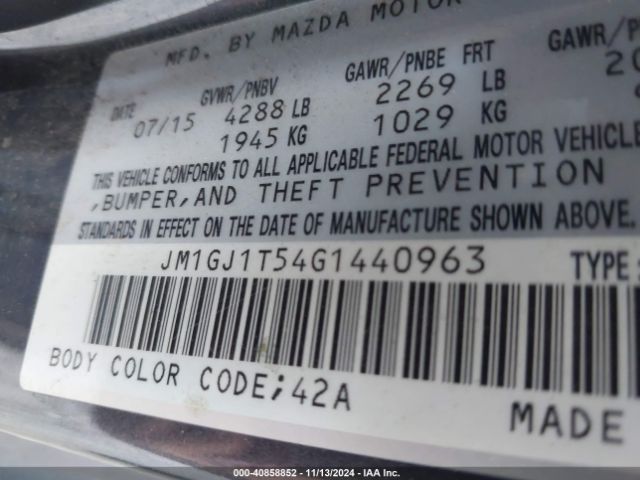 MFD. BY MAZDA MOTOR
DATE GVWR/PNBV GAWR/PNBE FRT GAWR/PNB
07/15 4288 LB 2269 LB 20
1945 KG 1029 KG
THIS VEHICLE CONFORMS TO ALL APPLICABLE FEDERAL MOTOR VEHICLE
,BUMPER,AND THEFT PREVENTION
STANDARDS IN EFFECT ON THE DATE OF MANUFACTURE SHOWN ABOVE.
JM1GJ1T54G1440963 TYPE:
BODY COLOR CODE;42A
MADE
000-40858852 - 11/13/2024 - IAA Inc.